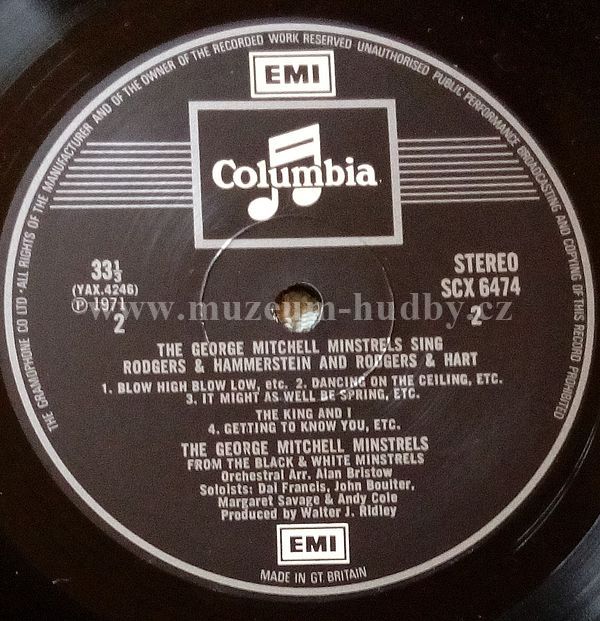 THE GRAMOPHONE CO LTD · ALL RIGHTS OF THE MANUFACTURER AND OF THE OWNER OF THE RECORDED WORK RESERVED UNAUTHORISED PUBLIC PERFORMANCE BROADCASTING AND COPYING OF THIS RECORD PROHIBITED
EMI
Columbia
33⅓
(YAX.4246)
Ⓟ 1971
2
STEREO
SCX 6474
2
www.muzeum-hudby.cz
THE GEORGE MITCHELL MINSTRELS SING
RODGERS & HAMMERSTEIN AND RODGERS & HART
1. BLOW HIGH BLOW LOW, etc. 2. DANCING ON THE CEILING, ETC.
3. IT MIGHT AS WELL BE SPRING, ETC.
THE KING AND I
4. GETTING TO KNOW YOU, ETC.
THE GEORGE MITCHELL MINSTRELS
FROM THE BLACK & WHITE MINSTRELS
Orchestral Arr. Alan Bristow
Soloists: Dai Francis, John Boulter,
Margaret Savage & Andy Cole
Produced by Walter J. Ridley
EMI
MADE IN GT. BRITAIN